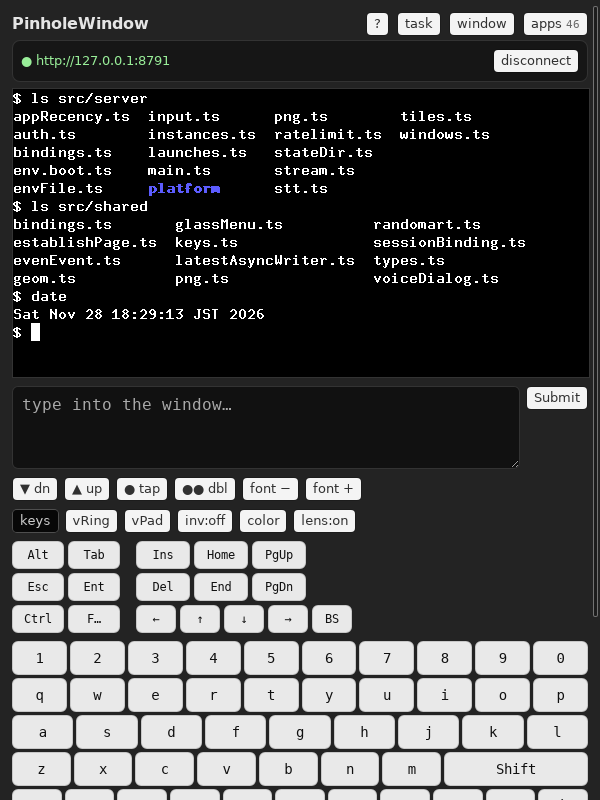 PinholeWindow ? task window apps 46
● http://127.0.0.1:8791 disconnect
$ ls src/server
appRecency.ts input.ts png.ts tiles.ts
auth.ts instances.ts ratelimit.ts windows.ts
bindings.ts launches.ts stateDir.ts
env.boot.ts main.ts stream.ts
envFile.ts platform stt.ts
$ ls src/shared
bindings.ts glassMenu.ts randomart.ts
establishPage.ts keys.ts sessionBinding.ts
evenEvent.ts latestAsyncWriter.ts types.ts
geom.ts png.ts voiceDialog.ts
$ date
Sat Nov 28 18:29:13 JST 2026
$
type into the window… Submit
▼ dn ▲ up ● tap ●● dbl font − font +
keys vRing vPad inv:off color lens:on
Alt Tab Ins Home PgUp
Esc Ent Del End PgDn
Ctrl F… ← ↑ ↓ → BS
1 2 3 4 5 6 7 8 9 0
q w e r t y u i o p
a s d f g h j k l
z x c v b n m Shift